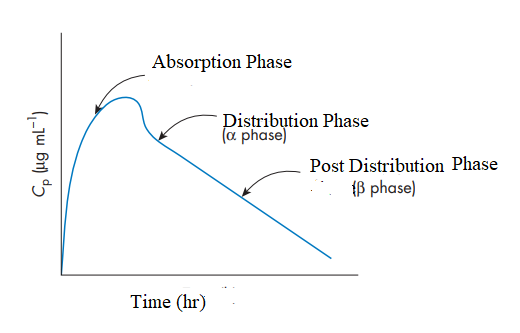 Absorption Phase
Distribution Phase
(α phase)
Post Distribution Phase
(β phase)
Cp (μg mL⁻¹)
Time (hr)